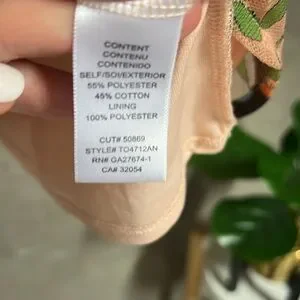 CONTENT
CONTENU
CONTENIDO
SELF/SOI/EXTERIOR
55% POLYESTER
45% COTTON
LINING
100% POLYESTER
CUT# 50869
STYLE# TO4712AN
RN# GA27674-1
CA# 32054